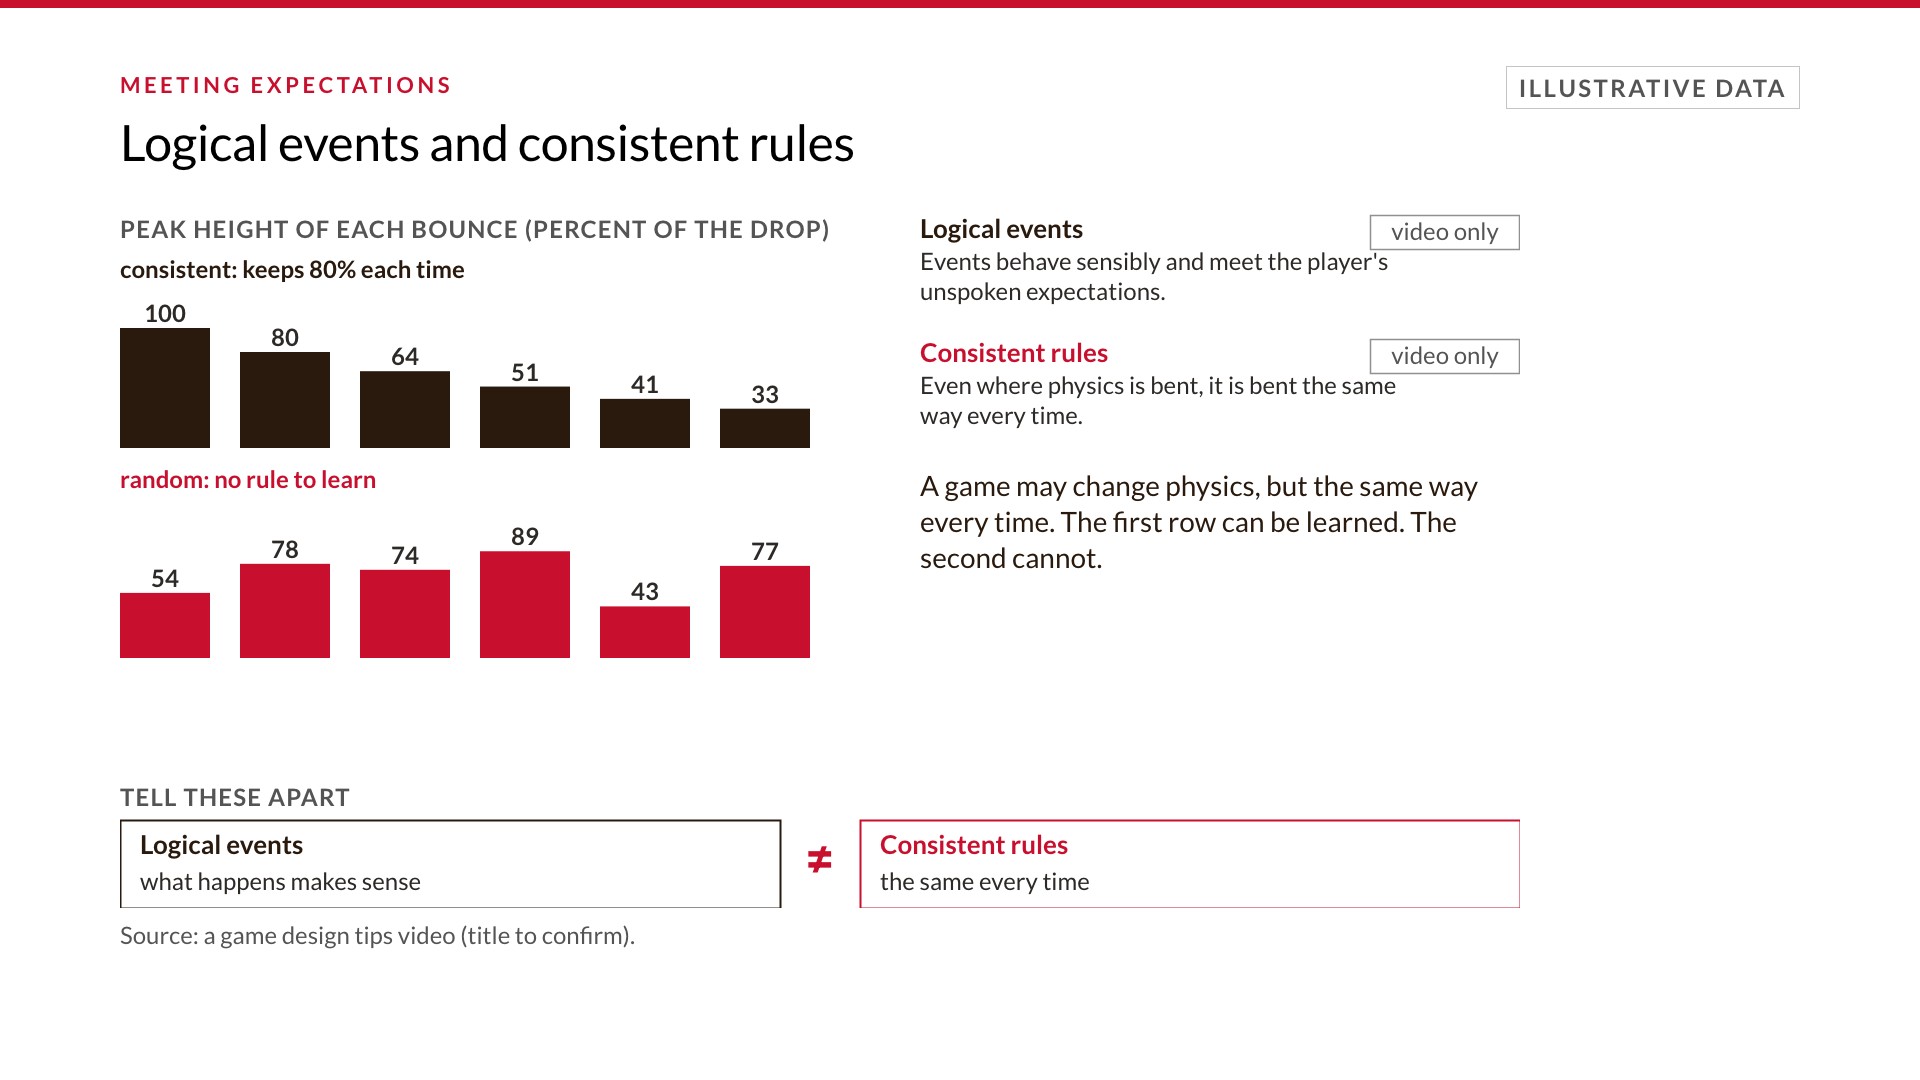 MEETING EXPECTATIONS
ILLUSTRATIVE DATA
Logical events and consistent rules
PEAK HEIGHT OF EACH BOUNCE (PERCENT OF THE DROP)
consistent: keeps 80% each time
100
80
64
51
41
33
random: no rule to learn
54
78
74
89
43
77
Logical events
video only
Events behave sensibly and meet the player's
unspoken expectations.
Consistent rules
video only
Even where physics is bent, it is bent the same
way every time.
A game may change physics, but the same way
every time. The first row can be learned. The
second cannot.
TELL THESE APART
Logical events
what happens makes sense
≠
Consistent rules
the same every time
Source: a game design tips video (title to confirm).